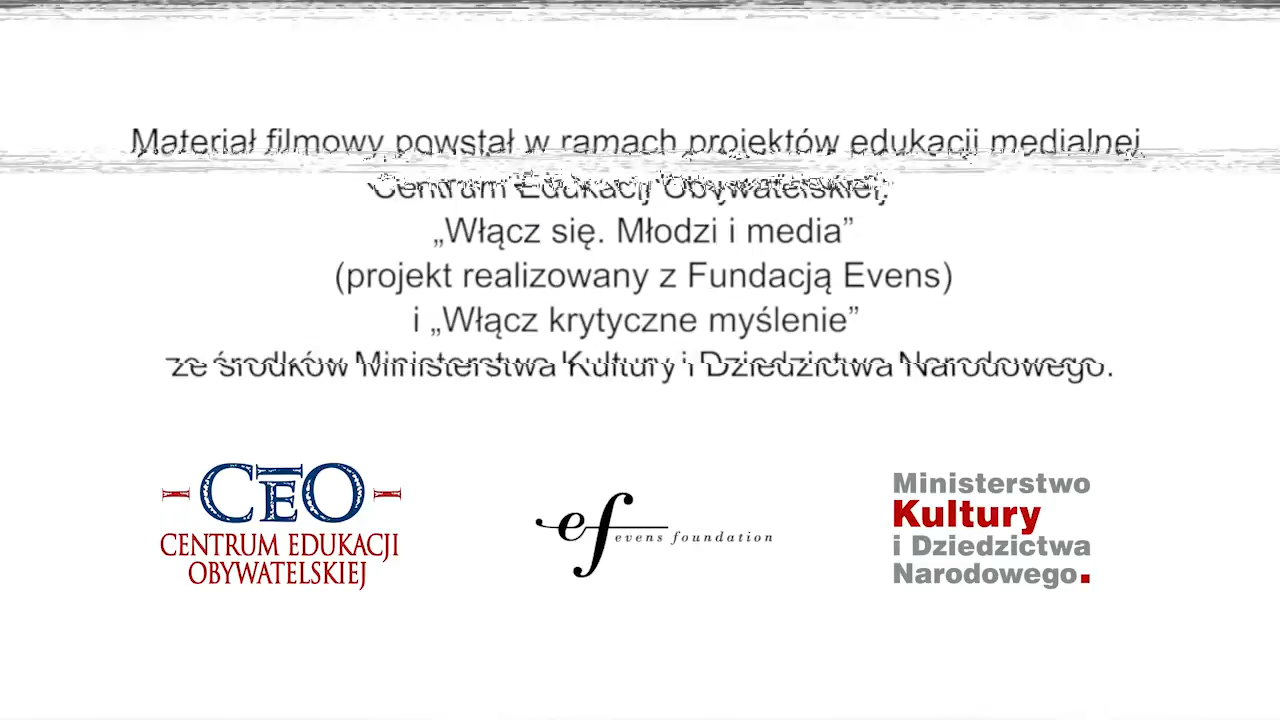 Materiał filmowy powstał w ramach projektów edukacji medialnej
Centrum Edukacji Obywatelskiej:
„Włącz się. Młodzi i media”
(projekt realizowany z Fundacją Evens)
i „Włącz krytyczne myślenie”
ze środków Ministerstwa Kultury i Dziedzictwa Narodowego.
CEO
CENTRUM EDUKACJI
OBYWATELSKIEJ
ef
evens foundation
Ministerstwo
Kultury
i Dziedzictwa
Narodowego.